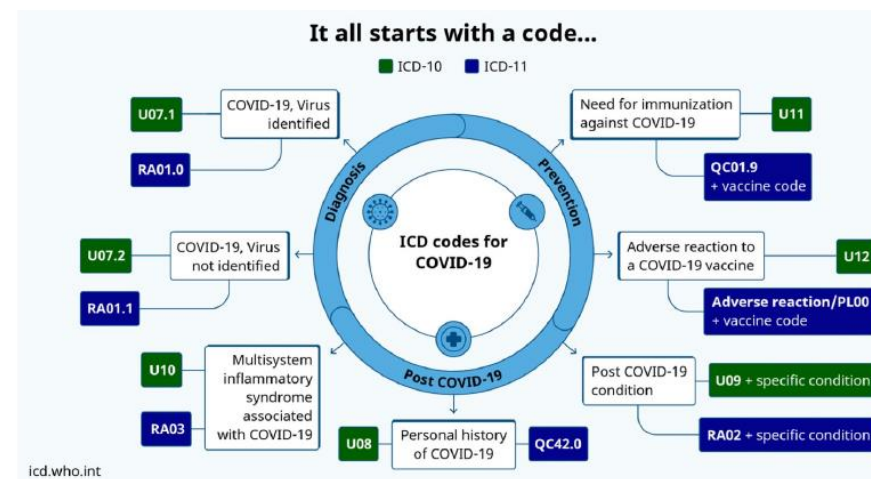 It all starts with a code...
ICD-10
ICD-11
U07.1
COVID-19, Virus
identified
RA01.0
Need for immunization
against COVID-19
U11
QC01.9
+ vaccine code
Diagnosis
Prevention
ICD codes for
COVID-19
U07.2
COVID-19, Virus
not identified
RA01.1
Adverse reaction to
a COVID-19 vaccine
U12
Adverse reaction/PL00
+ vaccine code
U10
Multisystem
inflammatory
syndrome
associated
with COVID-19
RA03
Post COVID-19
Post COVID-19
condition
U09 + specific condition
RA02 + specific condition
U08
Personal history
of COVID-19
QC42.0
icd.who.int